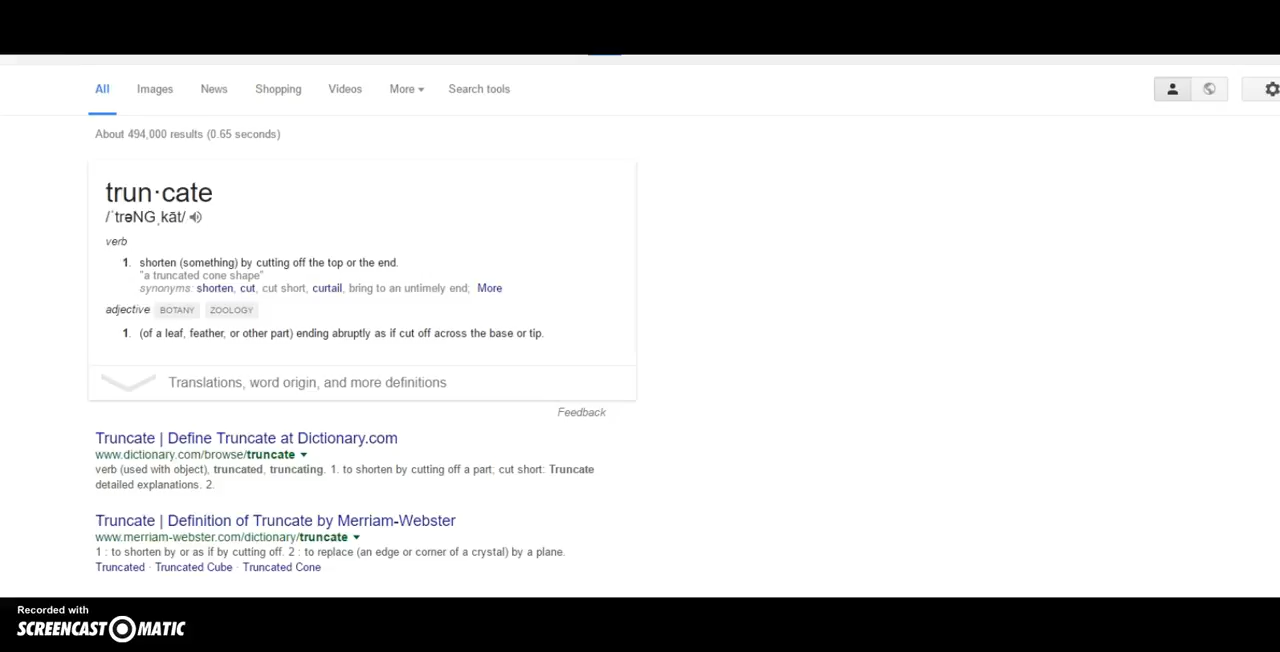 All Images News Shopping Videos More Search tools
About 494,000 results (0.65 seconds)
trun·cate
/ˈtrəNGˌkāt/
verb
1. shorten (something) by cutting off the top or the end.
"a truncated cone shape"
synonyms: shorten, cut, cut short, curtail, bring to an untimely end; More
adjective BOTANY ZOOLOGY
1. (of a leaf, feather, or other part) ending abruptly as if cut off across the base or tip.
Translations, word origin, and more definitions
Feedback
Truncate | Define Truncate at Dictionary.com
www.dictionary.com/browse/truncate
verb (used with object), truncated, truncating. 1. to shorten by cutting off a part; cut short: Truncate
detailed explanations. 2.
Truncate | Definition of Truncate by Merriam-Webster
www.merriam-webster.com/dictionary/truncate
1 : to shorten by or as if by cutting off. 2 : to replace (an edge or corner of a crystal) by a plane.
Truncated · Truncated Cube · Truncated Cone
Recorded with
SCREENCAST O MATIC